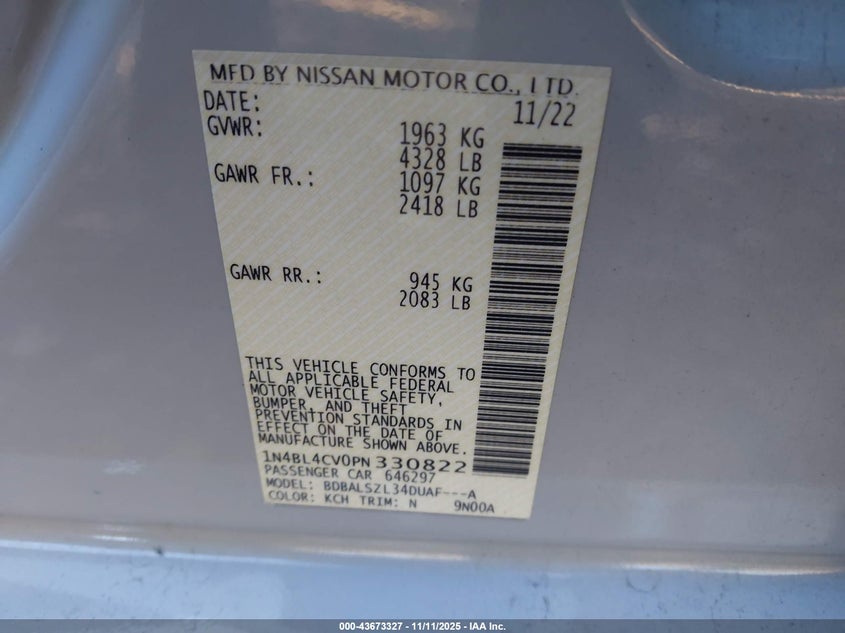 MFD BY NISSAN MOTOR CO., LTD.
DATE: 11/22
GVWR: 1963 KG
4328 LB
GAWR FR.: 1097 KG
2418 LB
GAWR RR.: 945 KG
2083 LB
THIS VEHICLE CONFORMS TO
ALL APPLICABLE FEDERAL
MOTOR VEHICLE SAFETY,
BUMPER, AND THEFT
PREVENTION STANDARDS IN
EFFECT ON THE DATE OF
MANUFACTURE SHOWN ABOVE.
1N4BL4CV0PN330822
PASSENGER CAR 646297
MODEL: BDBALSZL34DUAF---A
COLOR: KCH TRIM: N 9N00A
000-43673327 - 11/11/2025 - IAA Inc.